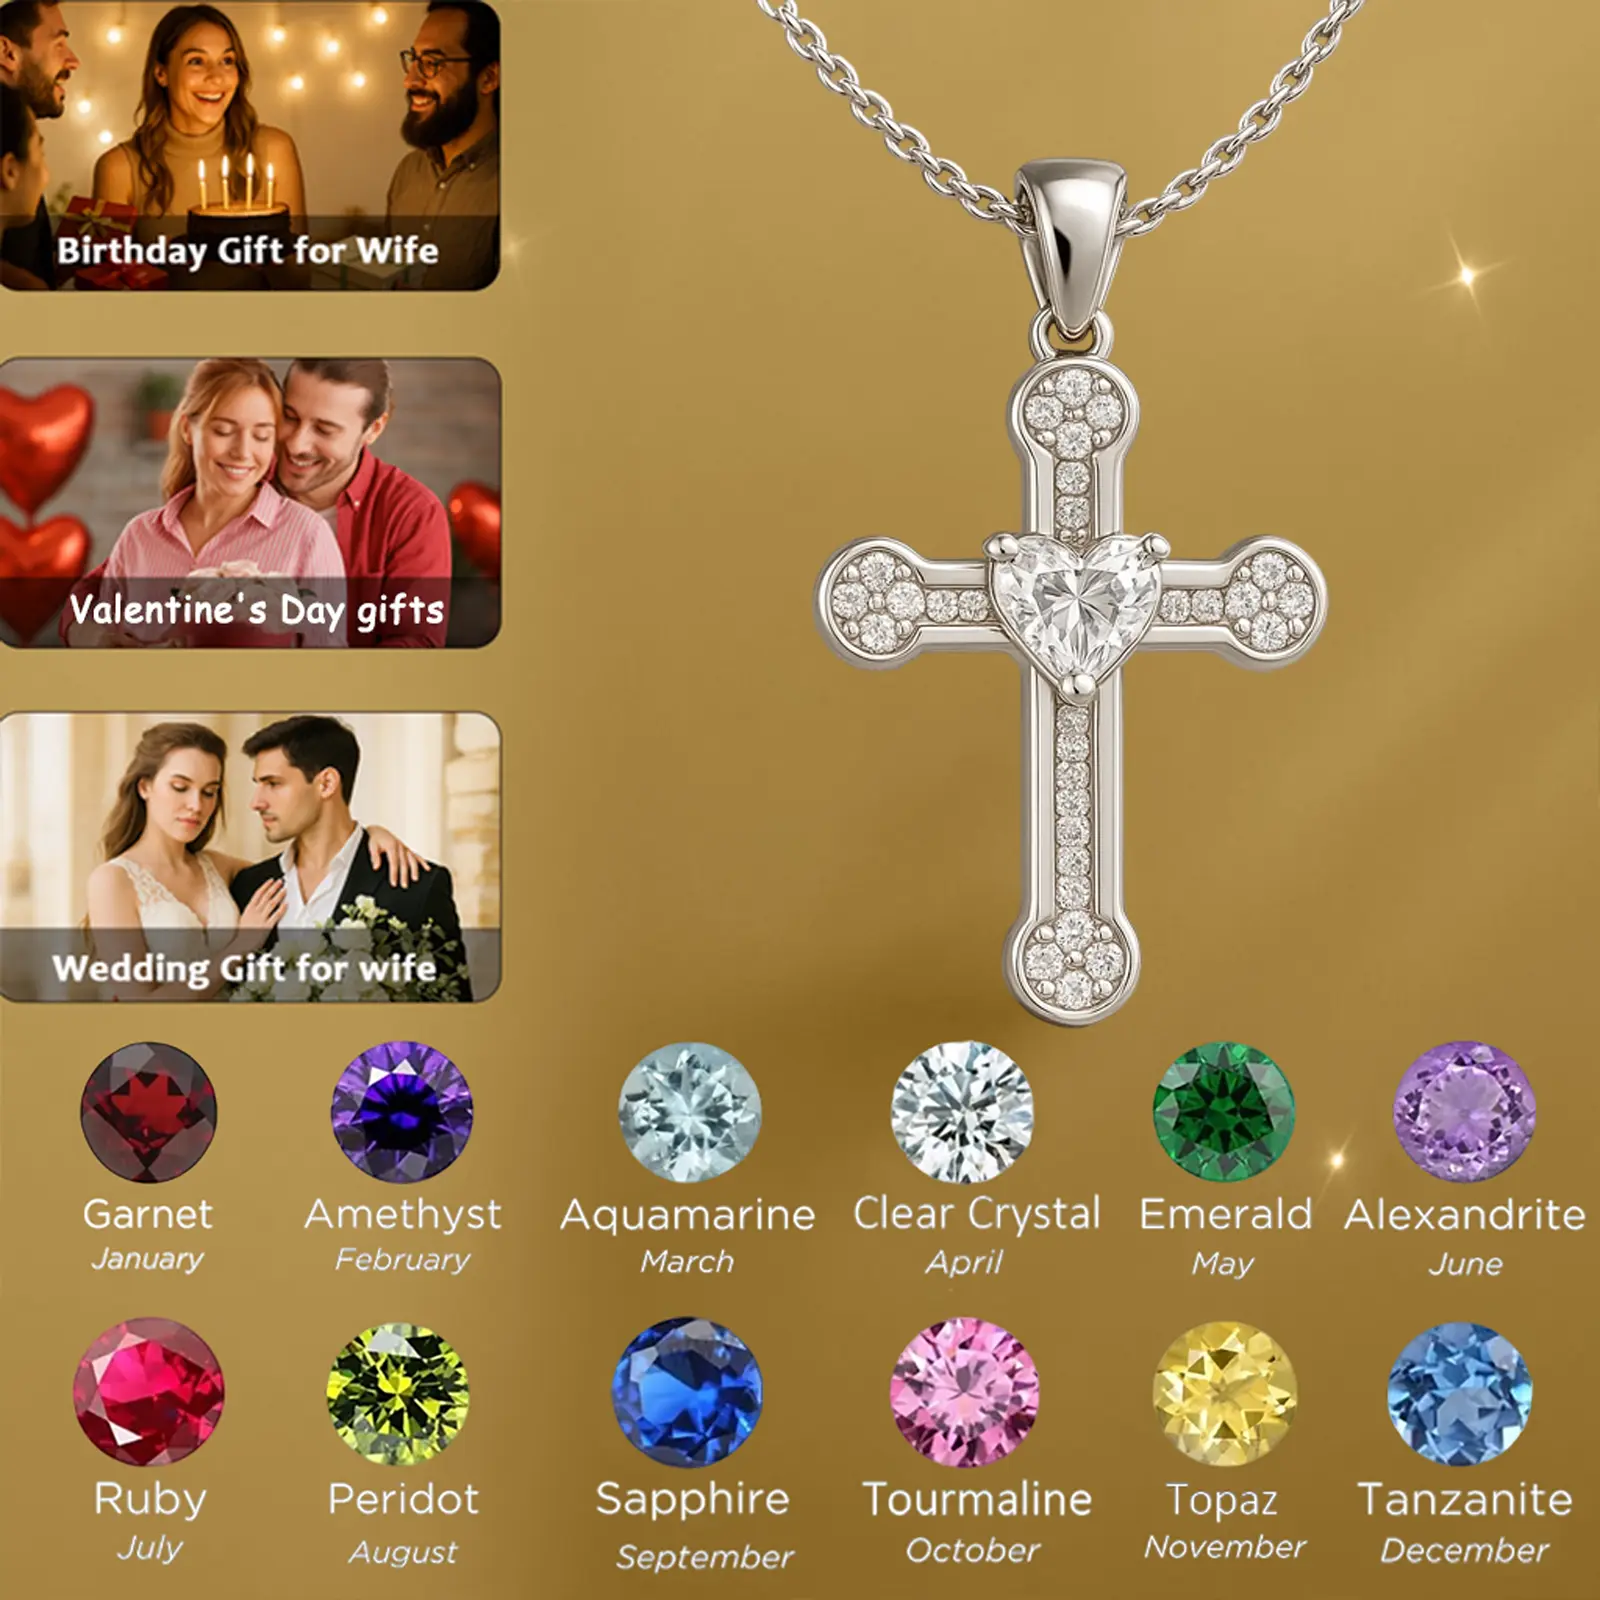 Birthday Gift for Wife
Valentine's Day gifts
Wedding Gift for wife
Garnet
January
Amethyst
February
Aquamarine
March
Clear Crystal
April
Emerald
May
Alexandrite
June
Ruby
July
Peridot
August
Sapphire
September
Tourmaline
October
Topaz
November
Tanzanite
December